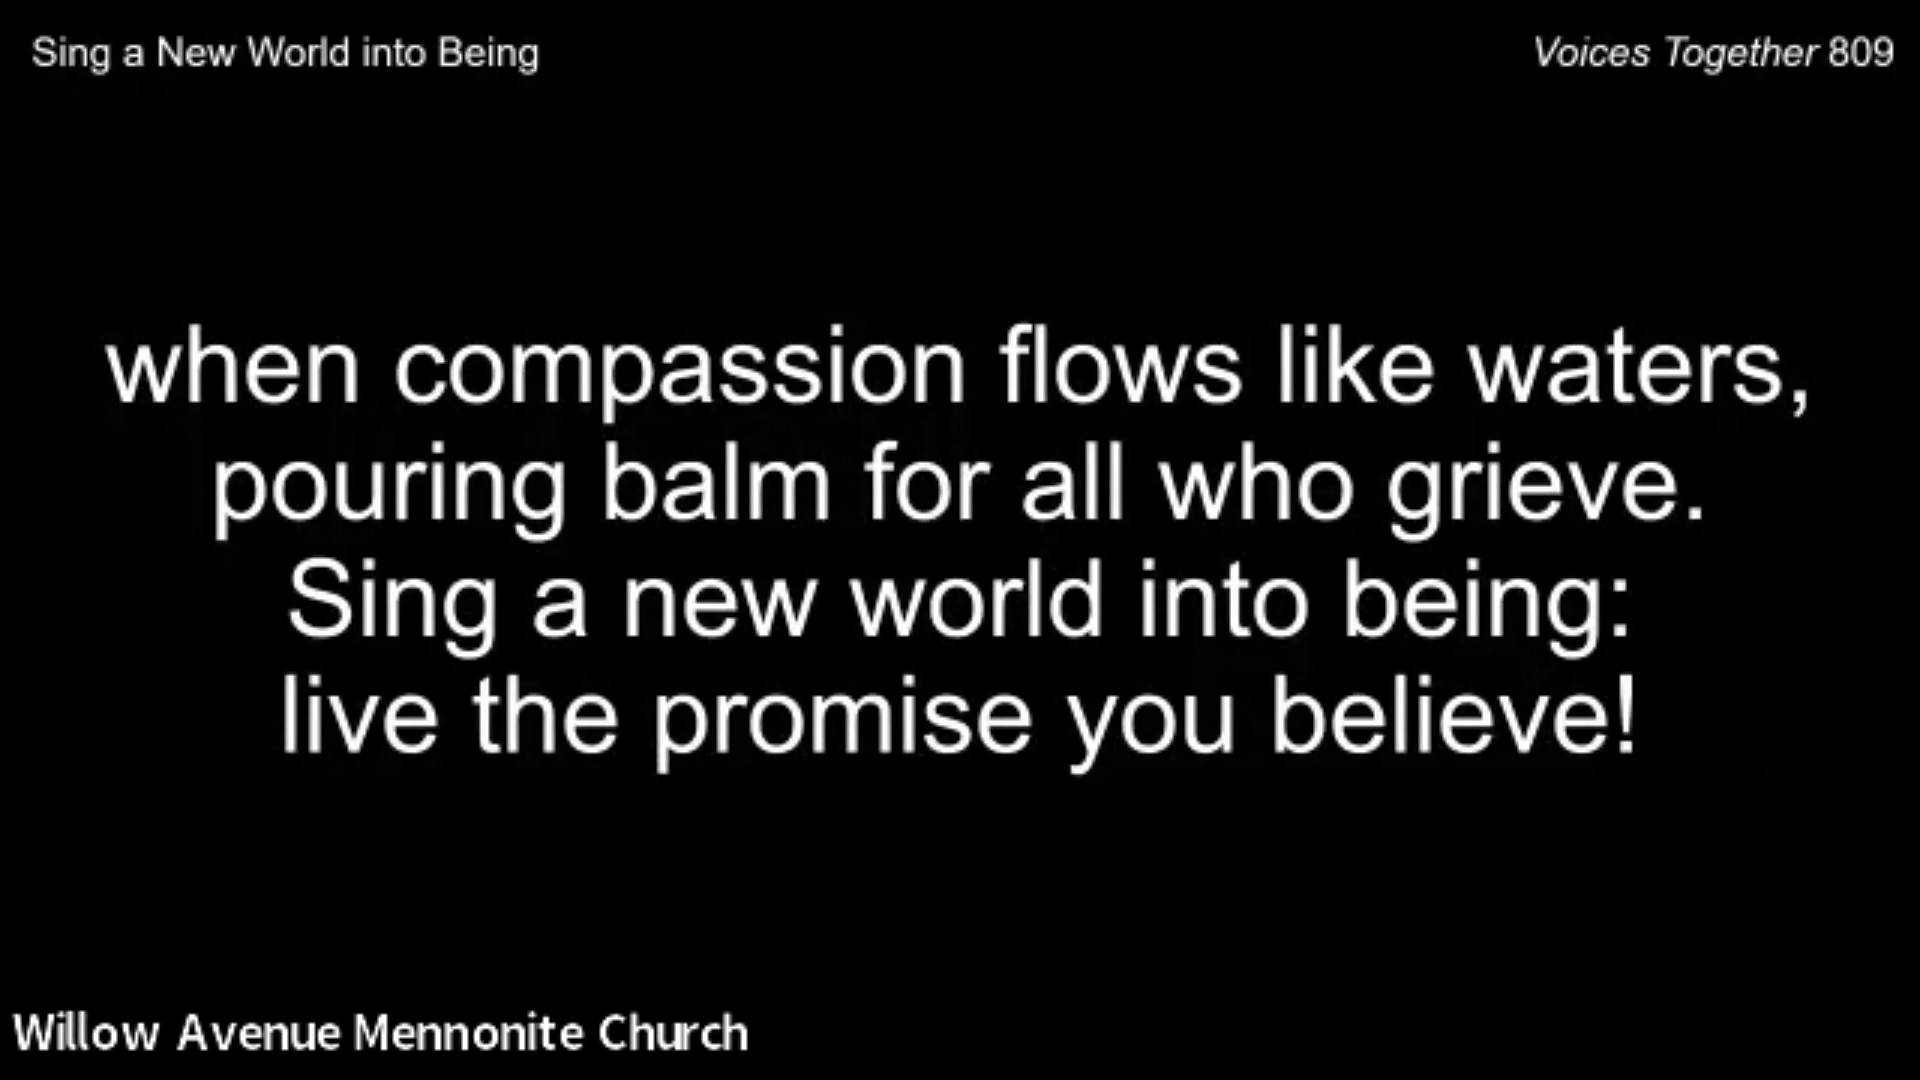 Sing a New World into Being
Voices Together 809
when compassion flows like waters,
pouring balm for all who grieve.
Sing a new world into being:
live the promise you believe!
Willow Avenue Mennonite Church